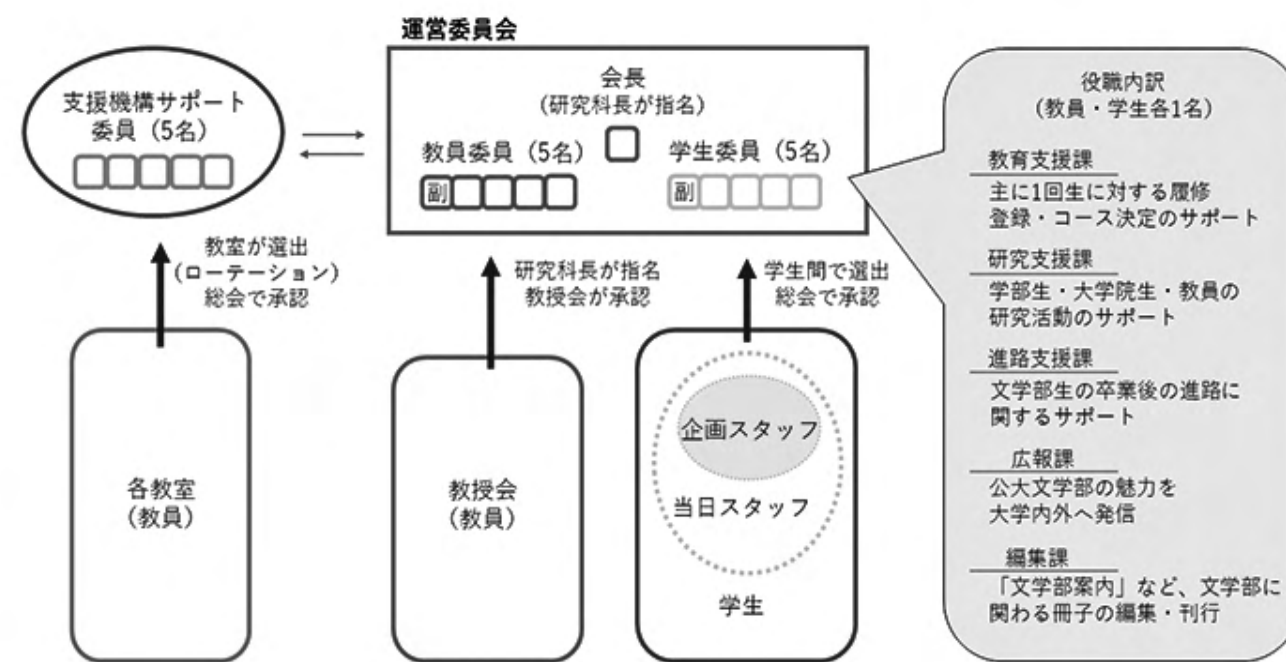 運営委員会
支援機構サポート
委員（5名）
会長
（研究科長が指名）
教員委員（5名）
学生委員（5名）
副
副
教室が選出
（ローテーション）
総会で承認
研究科長が指名
教授会が承認
学生間で選出
総会で承認
各教室
（教員）
教授会
（教員）
企画スタッフ
当日スタッフ
学生
役職内訳
（教員・学生各1名）
教育支援課
主に1回生に対する履修
登録・コース決定のサポート
研究支援課
学部生・大学院生・教員の
研究活動のサポート
進路支援課
文学部生の卒業後の進路に
関するサポート
広報課
公大文学部の魅力を
大学内外へ発信
編集課
「文学部案内」など、文学部に
関わる冊子の編集・刊行